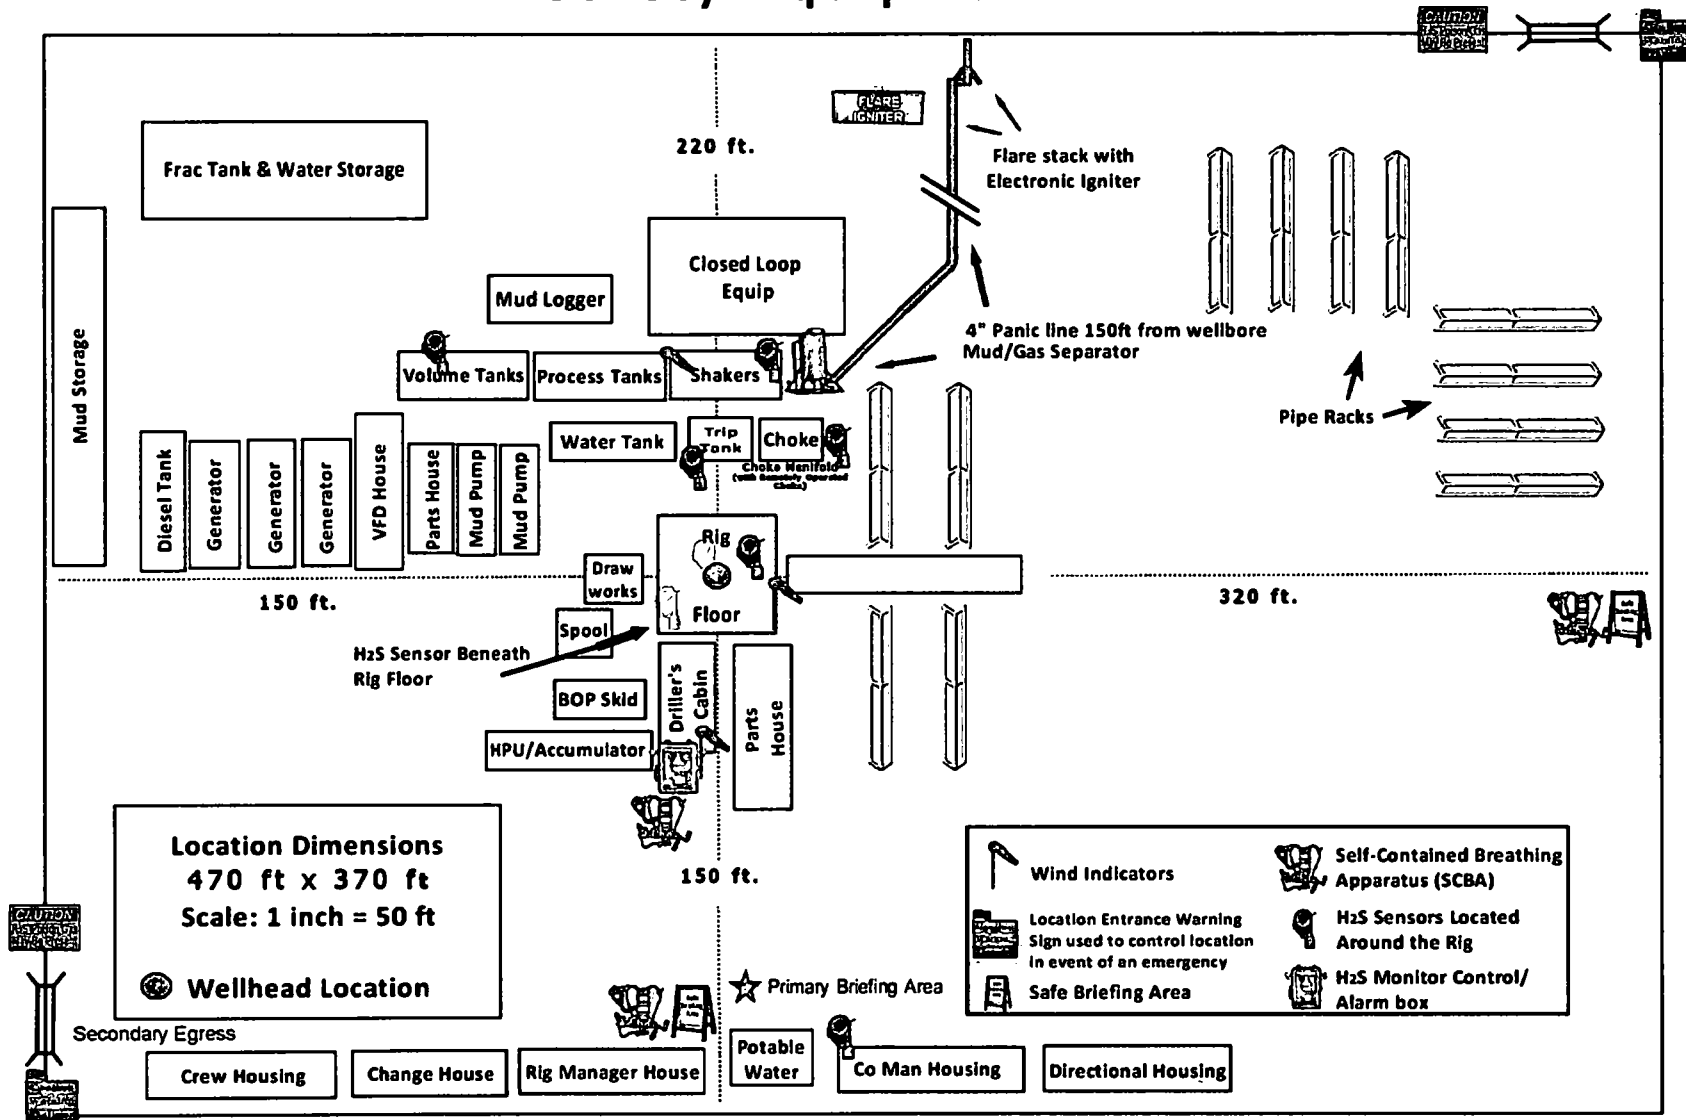 CAUTION
FLARE
IGNITER
220 ft.
Flare stack with
Electronic Igniter
Frac Tank & Water Storage
Closed Loop
Equip
Mud Logger
4" Panic line 150ft from wellbore
Mud/Gas Separator
Mud Storage
Volume Tanks
Process Tanks
Shakers
Pipe Racks
Water Tank
Trip
Tank
Choke
Choke Manifold
(with Remotely Operated
Choke)
Diesel Tank
Generator
Generator
Generator
VFD House
Parts House
Mud Pump
Mud Pump
Rig
Floor
Draw
works
150 ft.
320 ft.
Spool
H2S Sensor Beneath
Rig Floor
BOP Skid
Driller's
Cabin
Parts
House
HPU/Accumulator
Location Dimensions
470 ft x 370 ft
Scale: 1 inch = 50 ft
Wellhead Location
150 ft.
Wind Indicators
Location Entrance Warning
Sign used to control location
in event of an emergency
Safe Briefing Area
Self-Contained Breathing
Apparatus (SCBA)
H2S Sensors Located
Around the Rig
H2S Monitor Control/
Alarm box
CAUTION
Primary Briefing Area
Secondary Egress
Crew Housing
Change House
Rig Manager House
Potable
Water
Co Man Housing
Directional Housing